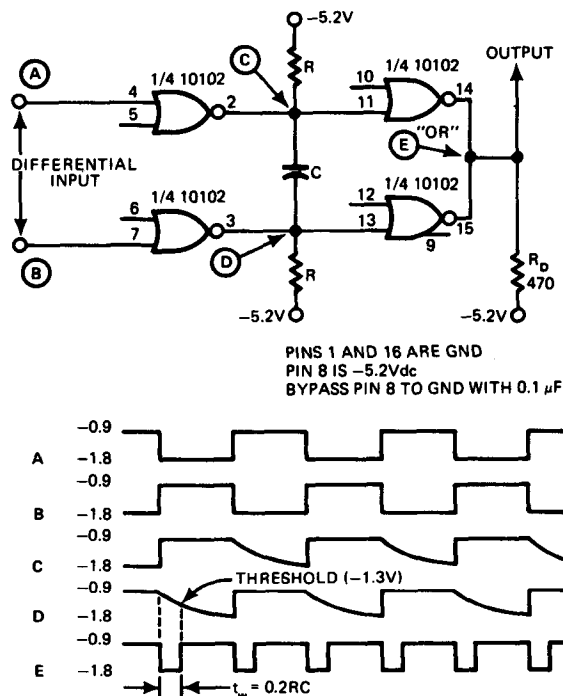 −5.2V
OUTPUT
A
1/4 10102
4
5
2
C
R
10
11
1/4 10102
14
E
"OR"
DIFFERENTIAL
INPUT
C
1/4 10102
6
7
3
1/4 10102
12
13
15
9
B
D
R
RD
470
−5.2V
−5.2V
PINS 1 AND 16 ARE GND
PIN 8 IS −5.2Vdc
BYPASS PIN 8 TO GND WITH 0.1 μF
A
−0.9
−1.8
B
−0.9
−1.8
C
−0.9
−1.8
D
−0.9
−1.8
THRESHOLD (−1.3V)
E
−0.9
−1.8
tw = 0.2RC